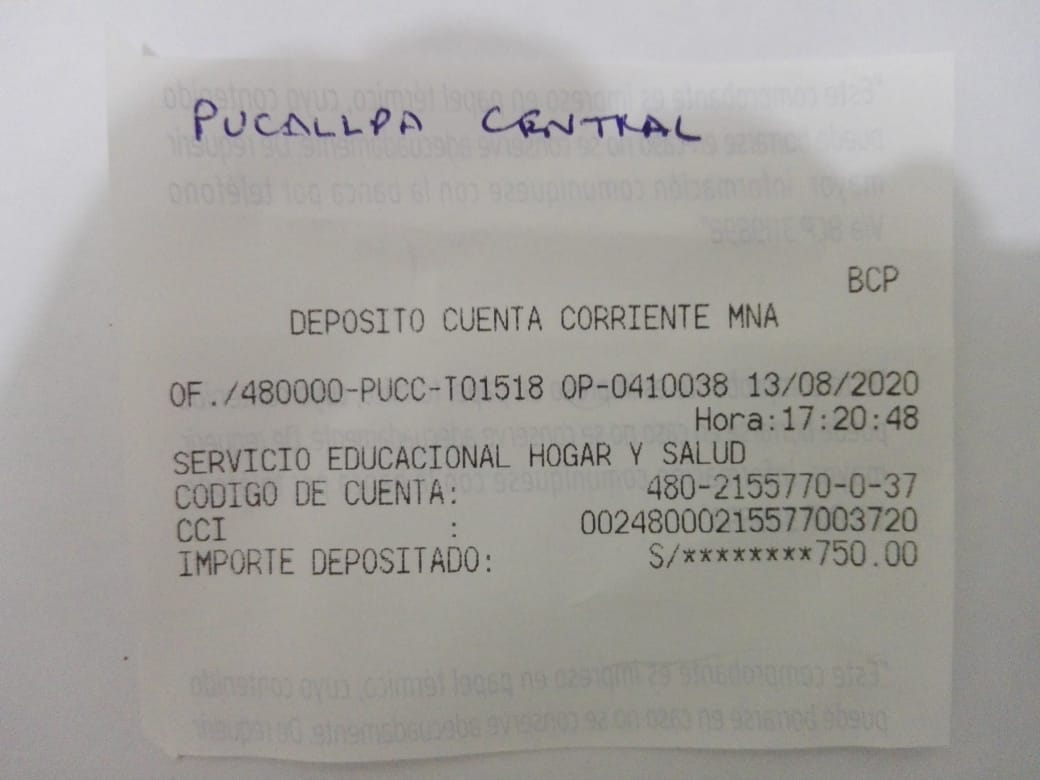 PUCALLPA CENTRAL
BCP
DEPOSITO CUENTA CORRIENTE MNA
OF./480000-PUCC-T01518 OP-0410038 13/08/2020
Hora:17:20:48
SERVICIO EDUCACIONAL HOGAR Y SALUD
CODIGO DE CUENTA: 480-2155770-0-37
CCI : 00248000215577003720
IMPORTE DEPOSITADO: S/********750.00